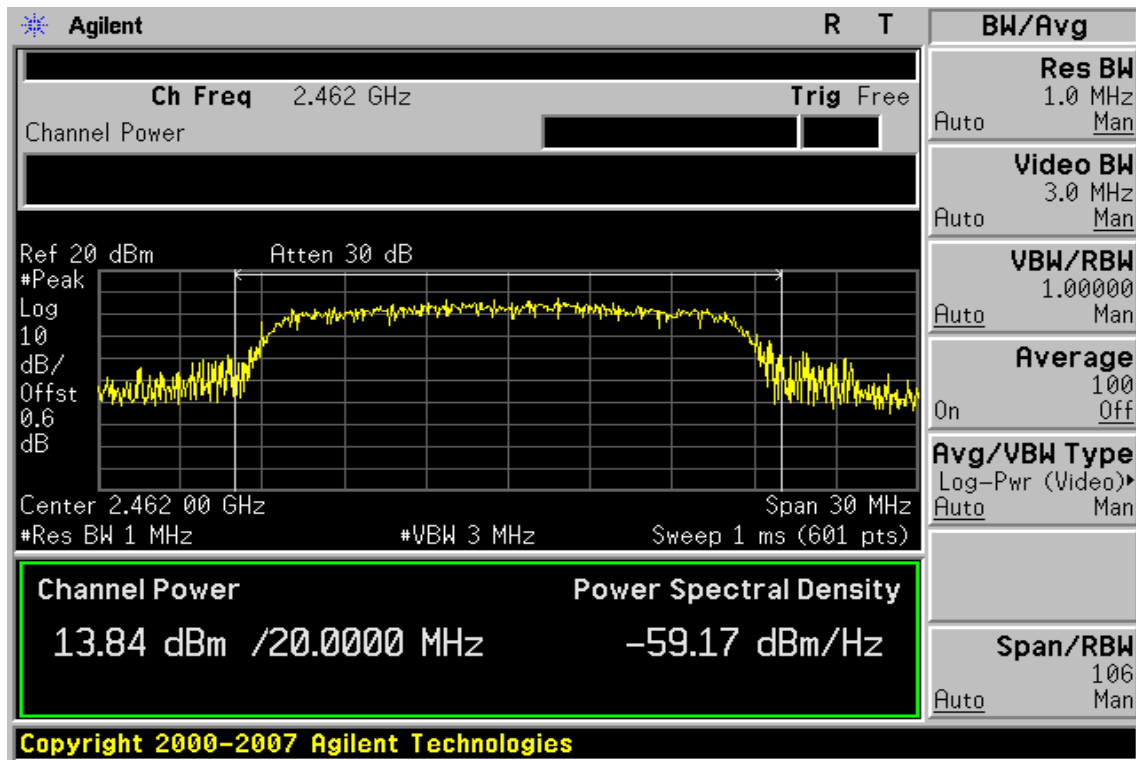 Agilent
R T
Ch Freq 2.462 GHz
Trig Free
Channel Power
Ref 20 dBm
Atten 30 dB
#Peak
Log
10
dB/
Offst
0.6
dB
Center 2.462 00 GHz
Span 30 MHz
#Res BW 1 MHz
#VBW 3 MHz
Sweep 1 ms (601 pts)
Channel Power
13.84 dBm /20.0000 MHz
Power Spectral Density
-59.17 dBm/Hz
BW/Avg
Res BW
1.0 MHz
Auto Man
Video BW
3.0 MHz
Auto Man
VBW/RBW
1.00000
Auto Man
Average
100
On Off
Avg/VBW Type
Log-Pwr (Video)▸
Auto Man
Span/RBW
106
Auto Man
Copyright 2000-2007 Agilent Technologies